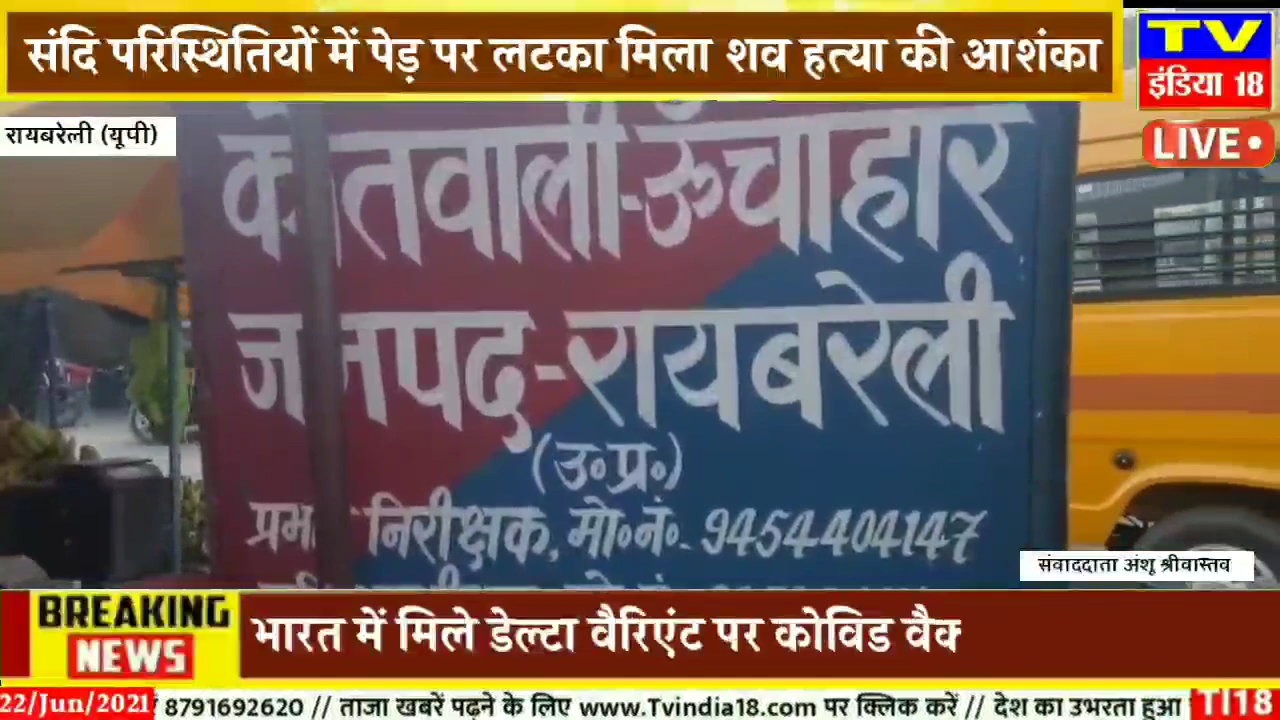 संदि परिस्थितियों में पेड़ पर लटका मिला शव हत्या की आशंका
TV
इंडिया 18
LIVE
रायबरेली (यूपी)
कोतवाली-ऊँचाहार
जनपद-रायबरेली
(उ०प्र०)
निरीक्षक, मो०नं०- 9454404147
संवाददाता अंशू श्रीवास्तव
BREAKING
NEWS
भारत में मिले डेल्टा वैरिएंट पर कोविड वैक
22/Jun/2021
8791692620 // ताजा खबरें पढ़ने के लिए www.Tvindia18.com पर क्लिक करें // देश का उभरता हुआ
TI18